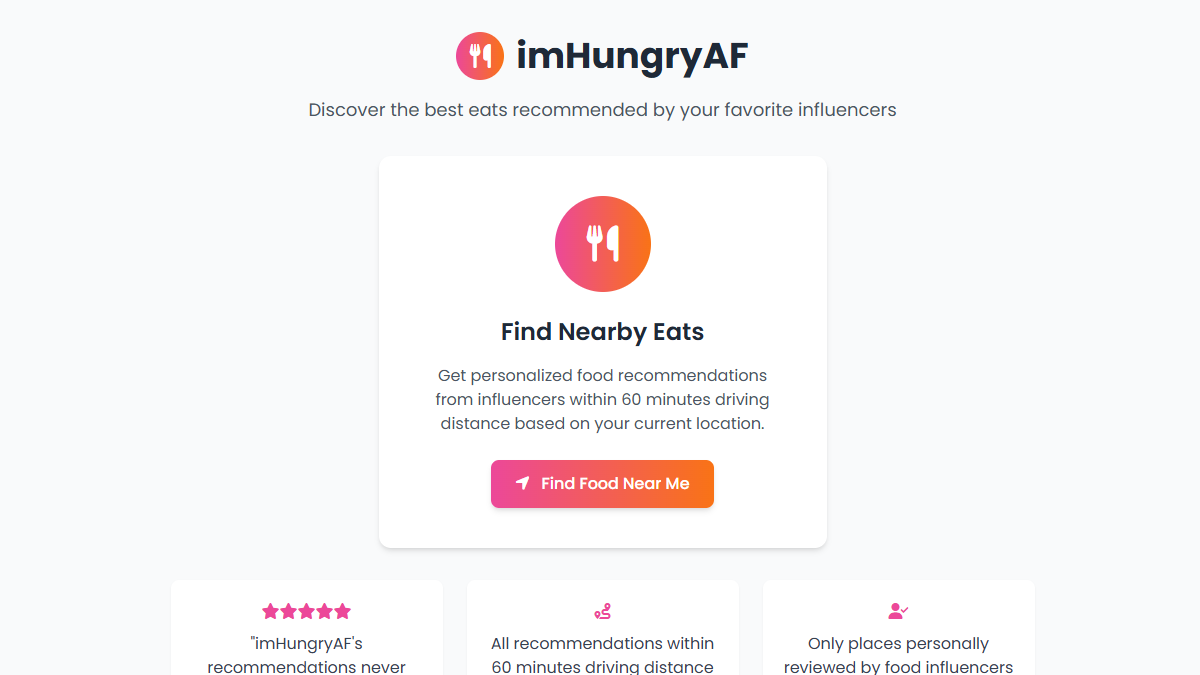 imHungryAF
Discover the best eats recommended by your favorite influencers
Find Nearby Eats
Get personalized food recommendations
from influencers within 60 minutes driving
distance based on your current location.
Find Food Near Me
"imHungryAF's
recommendations never
All recommendations within
60 minutes driving distance
Only places personally
reviewed by food influencers